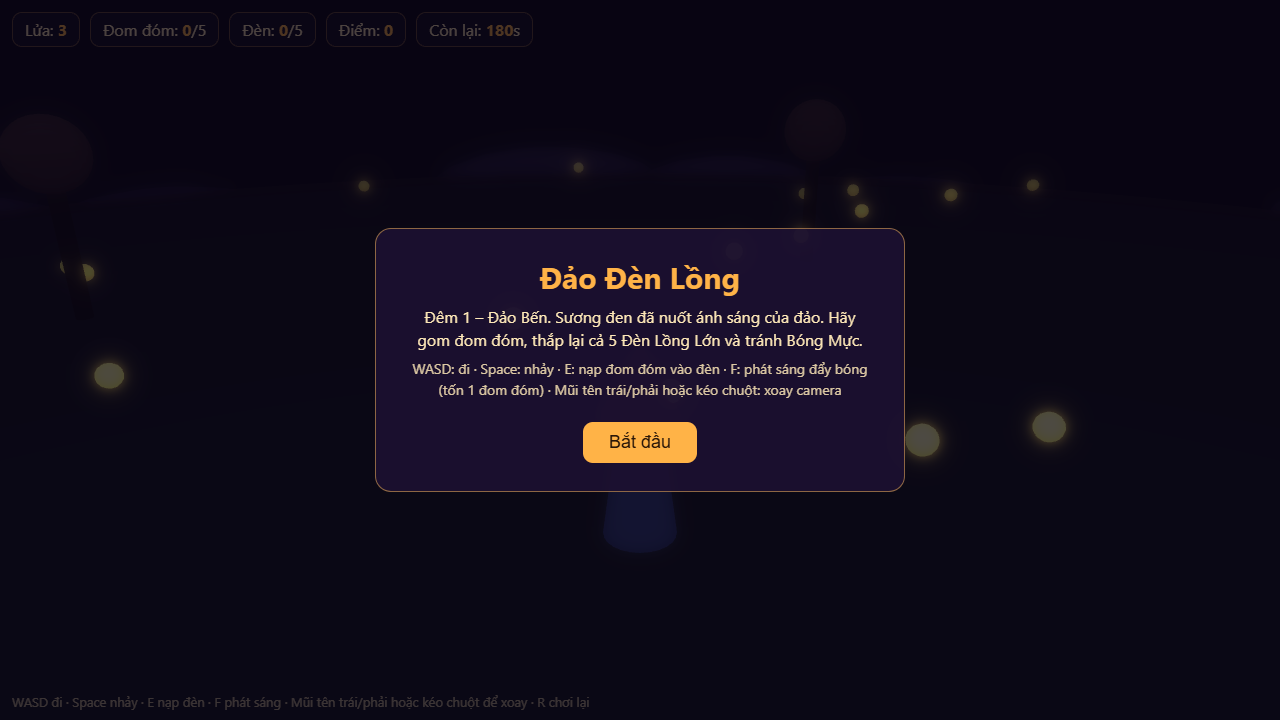 Lửa: 3 Đom đóm: 0/5 Đèn: 0/5 Điểm: 0 Còn lại: 180s
Đảo Đèn Lồng
Đêm 1 – Đảo Bến. Sương đen đã nuốt ánh sáng của đảo. Hãy
gom đom đóm, thắp lại cả 5 Đèn Lồng Lớn và tránh Bóng Mực.
WASD: đi · Space: nhảy · E: nạp đom đóm vào đèn · F: phát sáng đẩy bóng
(tốn 1 đom đóm) · Mũi tên trái/phải hoặc kéo chuột: xoay camera
Bắt đầu
WASD đi · Space nhảy · E nạp đèn · F phát sáng · Mũi tên trái/phải hoặc kéo chuột để xoay · R chơi lại